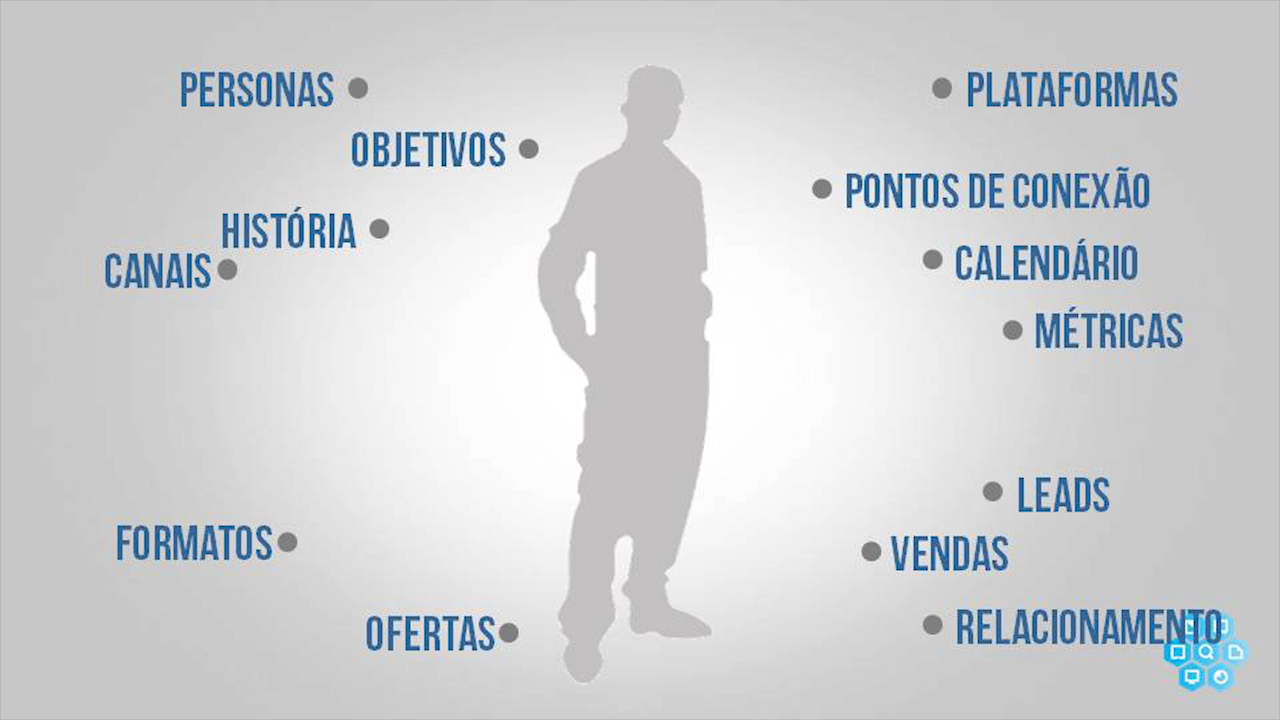 PERSONAS
OBJETIVOS
HISTÓRIA
CANAIS
FORMATOS
OFERTAS
PLATAFORMAS
PONTOS DE CONEXÃO
CALENDÁRIO
MÉTRICAS
LEADS
VENDAS
RELACIONAMENTO